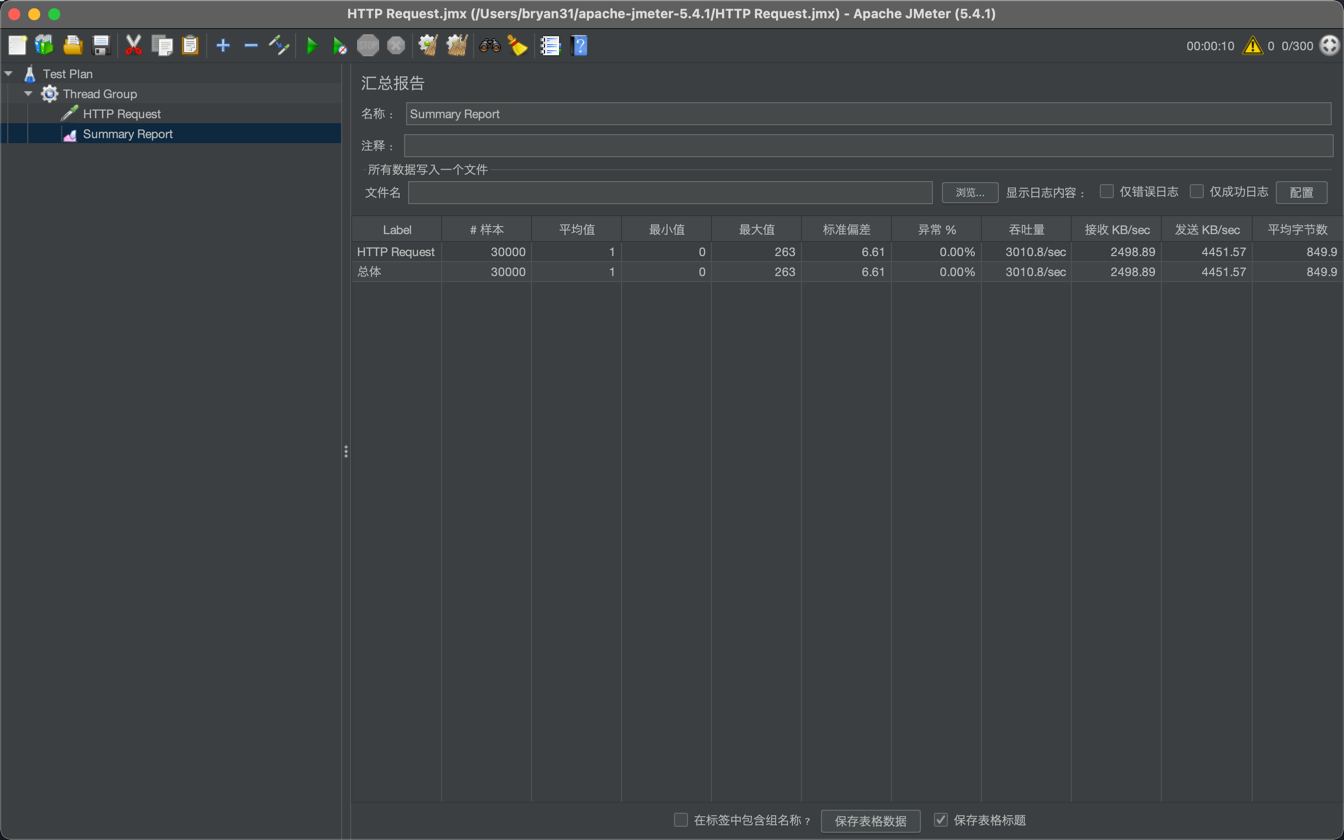 HTTP Request.jmx (/Users/bryan31/apache-jmeter-5.4.1/HTTP Request.jmx) - Apache JMeter (5.4.1)
STOP 00:00:10 0 0/300
Test Plan
Thread Group
HTTP Request
Summary Report
汇总报告
名称： Summary Report
注释：
所有数据写入一个文件
文件名 浏览... 显示日志内容： 仅错误日志 仅成功日志 配置
Label # 样本 平均值 最小值 最大值 标准偏差 异常 % 吞吐量 接收 KB/sec 发送 KB/sec 平均字节数
HTTP Request 30000 1 0 263 6.61 0.00% 3010.8/sec 2498.89 4451.57 849.9
总体 30000 1 0 263 6.61 0.00% 3010.8/sec 2498.89 4451.57 849.9
在标签中包含组名称？ 保存表格数据 保存表格标题